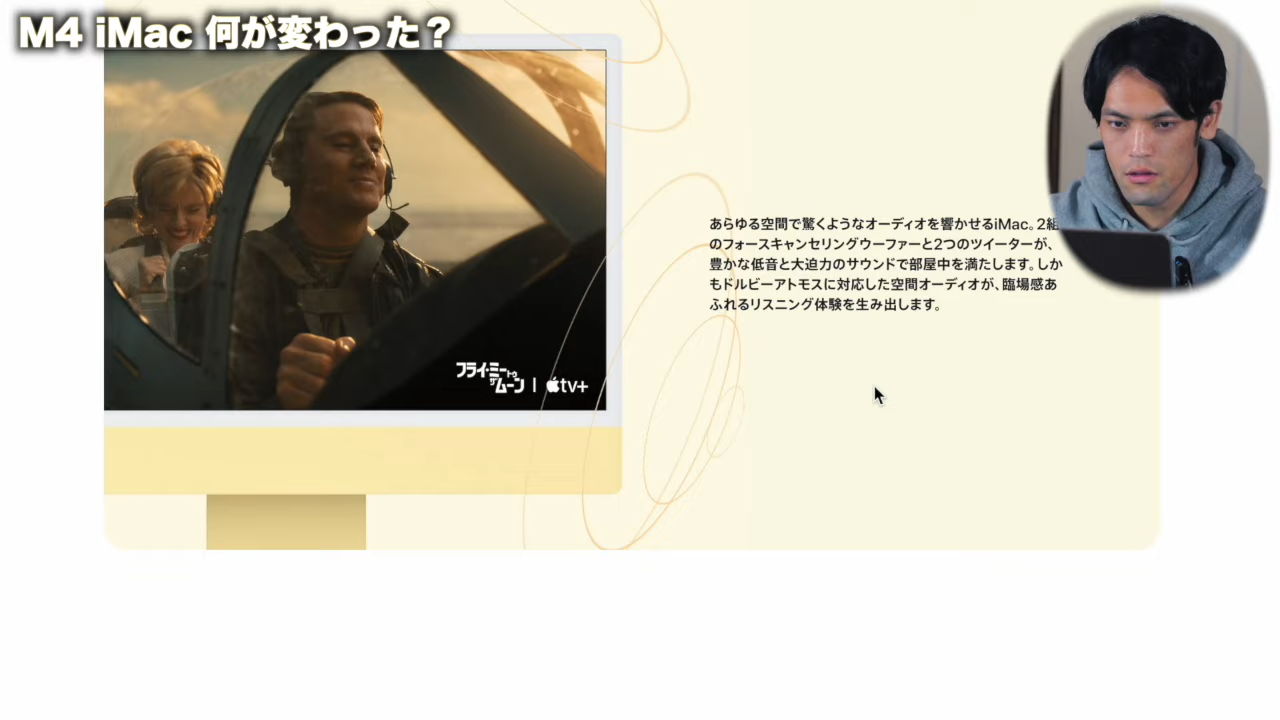 M4 iMac 何が変わった？
あらゆる空間で驚くようなオーディオを響かせるiMac。2組
のフォースキャンセリングウーファーと2つのツイーターが、
豊かな低音と大迫力のサウンドで部屋中を満たします。しか
もドルビーアトモスに対応した空間オーディオが、臨場感あ
ふれるリスニング体験を生み出します。
フライ・ミー・トゥ・
ザ・ムーン | tv+